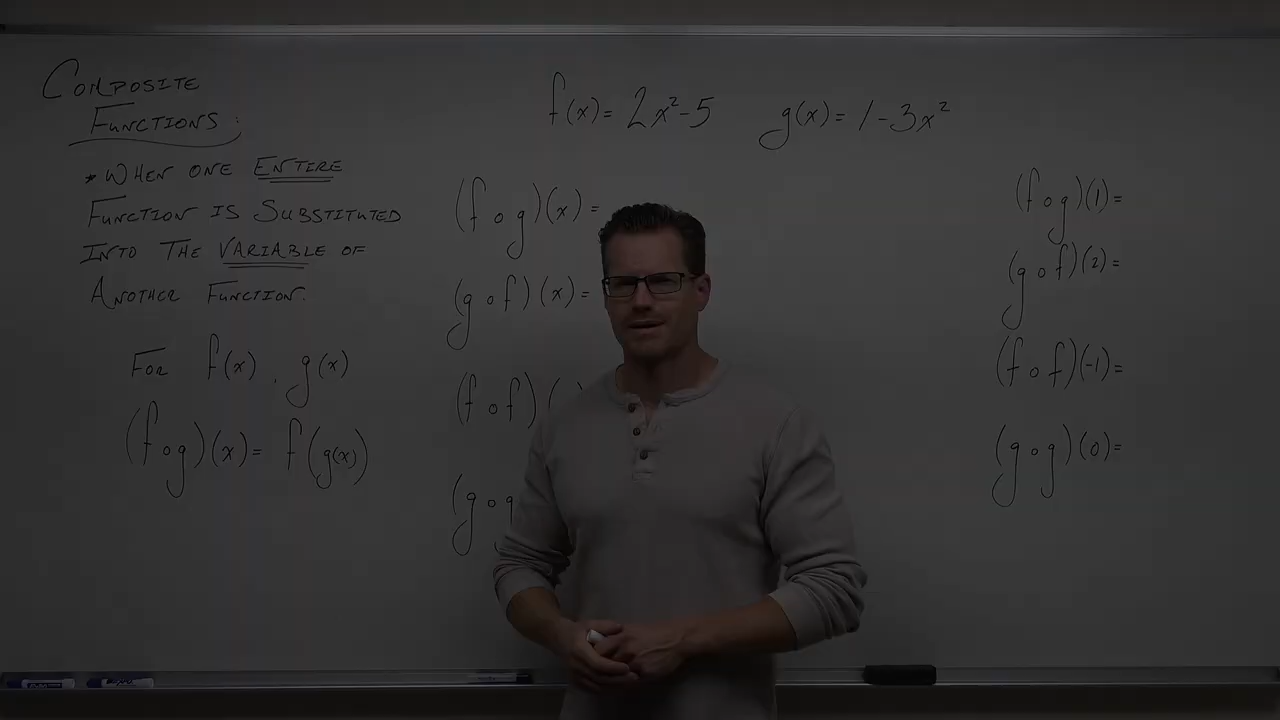 COMPOSITE
FUNCTIONS:
* WHEN ONE ENTIRE
FUNCTION IS SUBSTITUTED
INTO THE VARIABLE OF
ANOTHER FUNCTION.
FOR f(x), g(x)
(f∘g)(x)= f(g(x))
f(x)= 2x²-5 g(x)= 1-3x²
(f∘g)(x)=
(g∘f)(x)=
(f∘f)(
(g∘g
(f∘g)(1)=
(g∘f)(2)=
(f∘f)(-1)=
(g∘g)(0)=